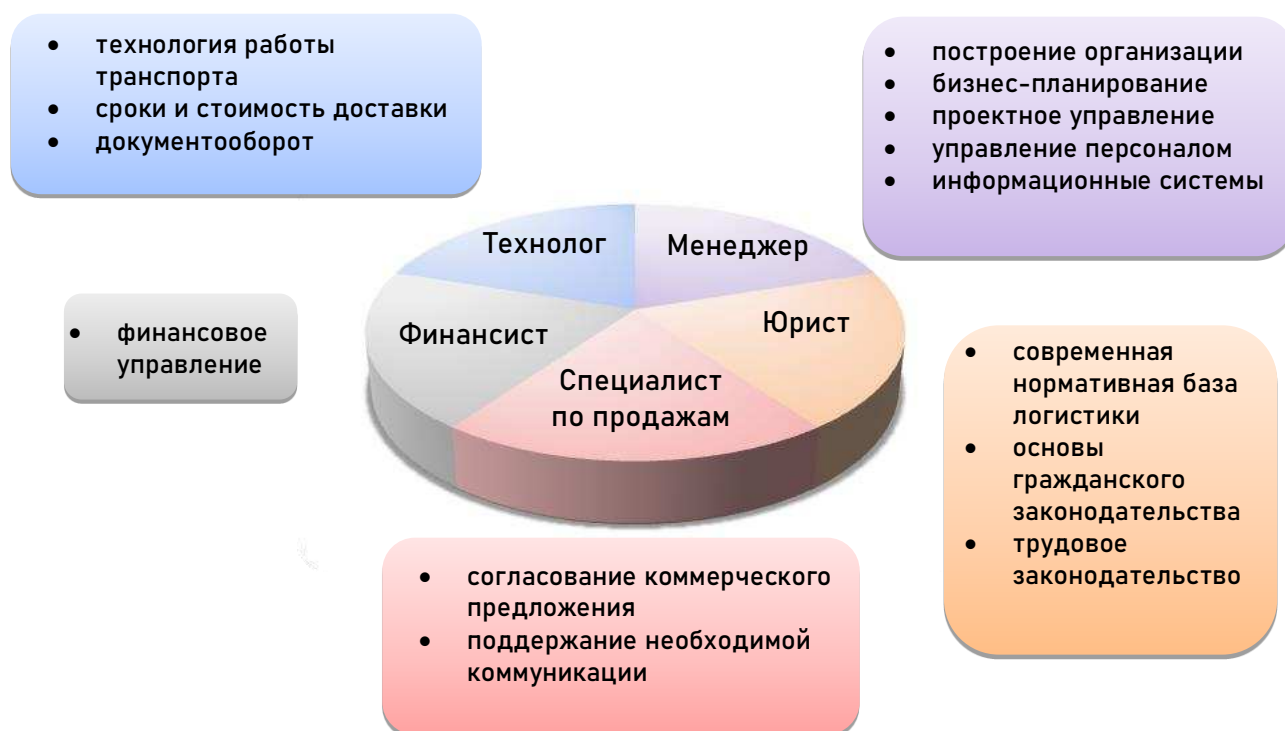 • технология работы
транспорта
• сроки и стоимость доставки
• документооборот
• построение организации
• бизнес-планирование
• проектное управление
• управление персоналом
• информационные системы
Технолог
Менеджер
Финансист
Юрист
Специалист
по продажам
• финансовое
управление
• современная
нормативная база
логистики
• основы
гражданского
законодательства
• трудовое
законодательство
• согласование коммерческого
предложения
• поддержание необходимой
коммуникации